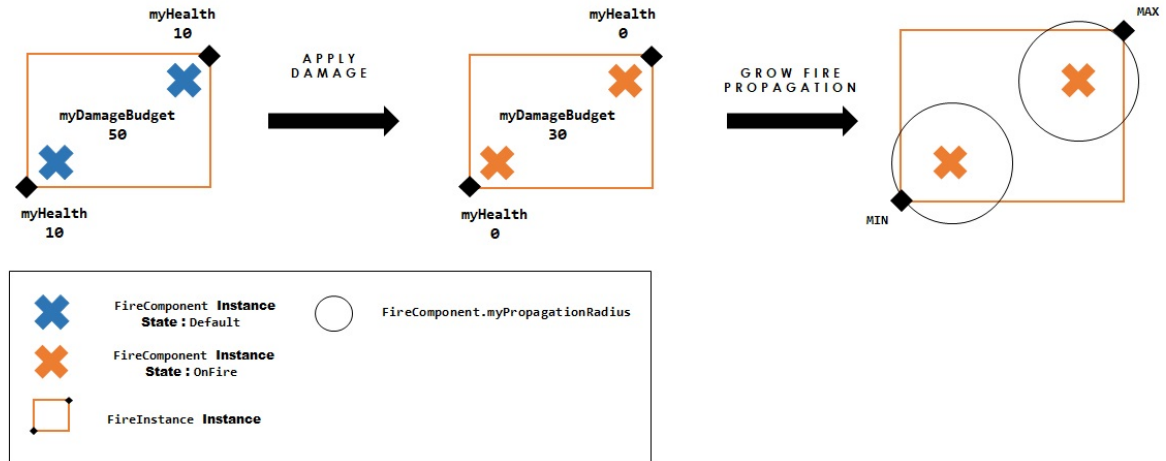 myHealth
10
myDamageBudget
50
myHealth
10
APPLY
DAMAGE
myHealth
0
myDamageBudget
30
myHealth
0
GROW FIRE
PROPAGATION
MAX
MIN
FireComponent Instance
State : Default
FireComponent.myPropagationRadius
FireComponent Instance
State : OnFire
FireInstance Instance